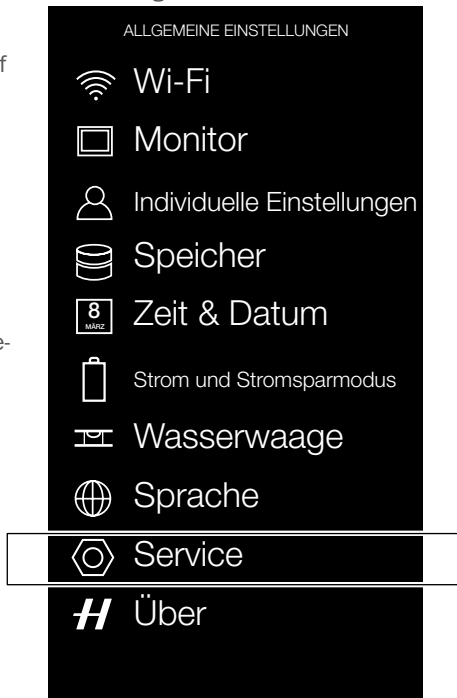 ALLGEMEINE EINSTELLUNGEN
f
Wi-Fi
Monitor
Individuelle Einstellungen
Speicher
8
MÄRZ
Zeit & Datum
e-
Strom und Stromsparmodus
Wasserwaage
Sprache
Service
H Über